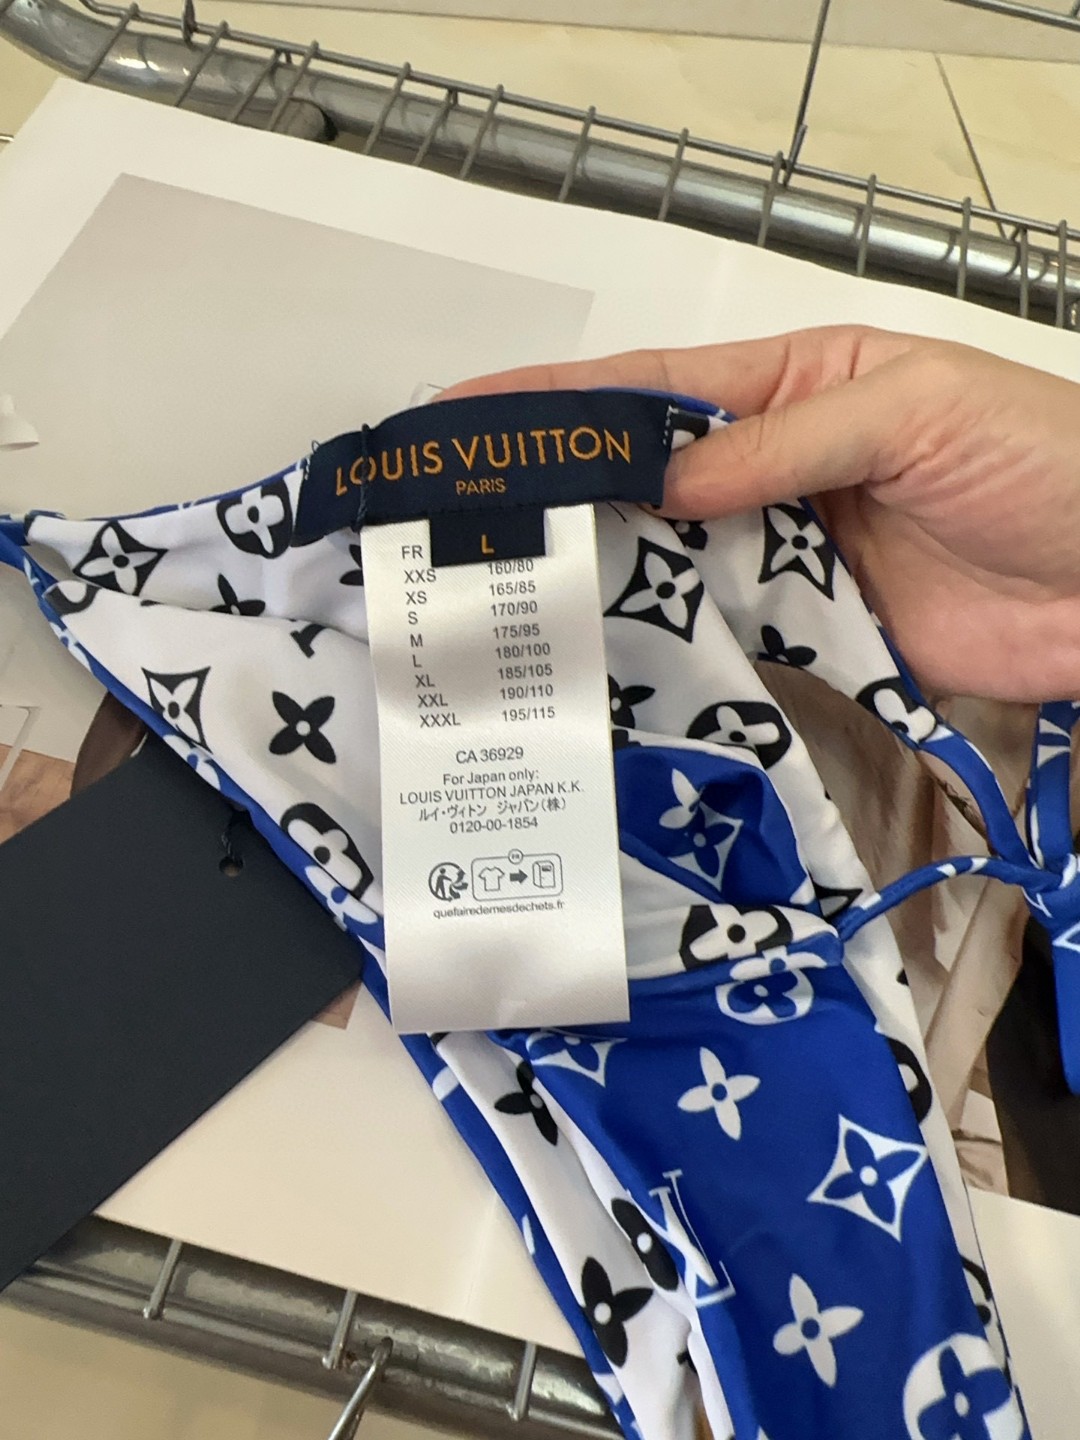 LOUIS VUITTON
PARIS
L
FR
XXS 160/80
XS 165/85
S 170/90
M 175/95
L 180/100
XL 185/105
XXL 190/110
XXXL 195/115
CA 36929
For Japan only:
LOUIS VUITTON JAPAN K.K.
ルイ・ヴィトン ジャパン(株)
0120-00-1854
FR
quefairedemesdechets.fr